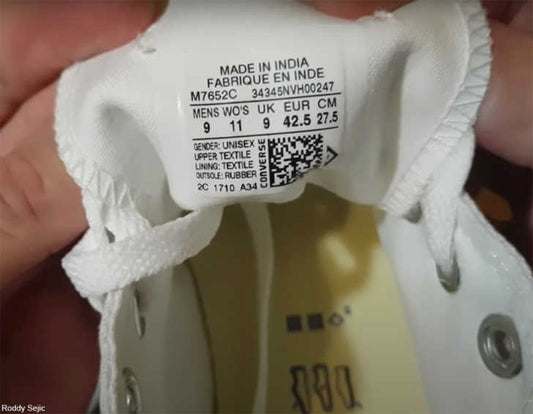 MADE IN INDIA
FABRIQUE EN INDE
M7652C 34345NVH00247
MENS WO'S UK EUR CM
9 11 9 42.5 27.5
GENDER: UNISEX
UPPER TEXTILE
LINING: TEXTILE
OUTSOLE: RUBBER
2C 1710 A34
CONVERSE
Roddy Sejic